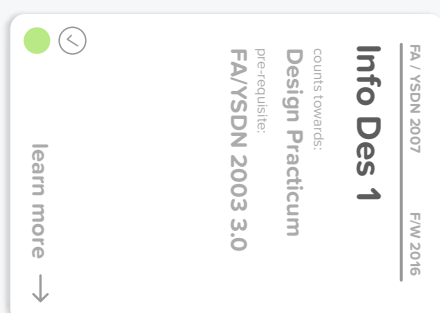 FA / YSDN 2007 F/W 2016
Info Des 1
counts towards:
Design Practicum
pre-requisite:
FA/YSDN 2003 3.0
learn more →